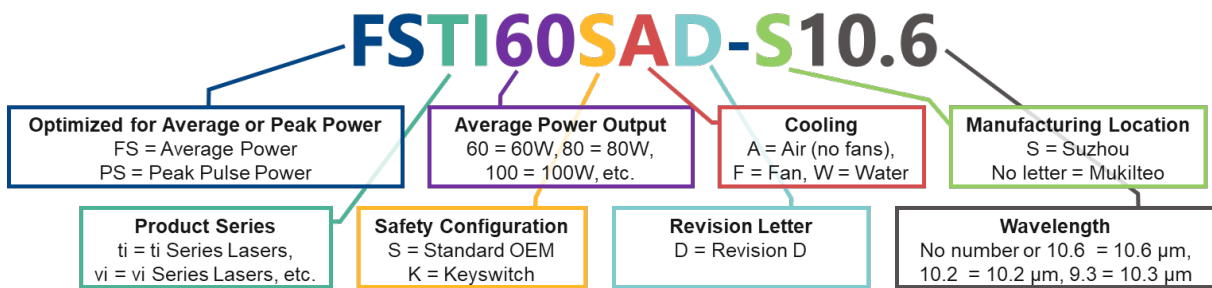 FSTI60SAD-S10.6
Optimized for Average or Peak Power
FS = Average Power
PS = Peak Pulse Power
Average Power Output
60 = 60W, 80 = 80W,
100 = 100W, etc.
Cooling
A = Air (no fans),
F = Fan, W = Water
Manufacturing Location
S = Suzhou
No letter = Mukilteo
Product Series
ti = ti Series Lasers,
vi = vi Series Lasers, etc.
Safety Configuration
S = Standard OEM
K = Keyswitch
Revision Letter
D = Revision D
Wavelength
No number or 10.6 = 10.6 µm,
10.2 = 10.2 µm, 9.3 = 10.3 µm